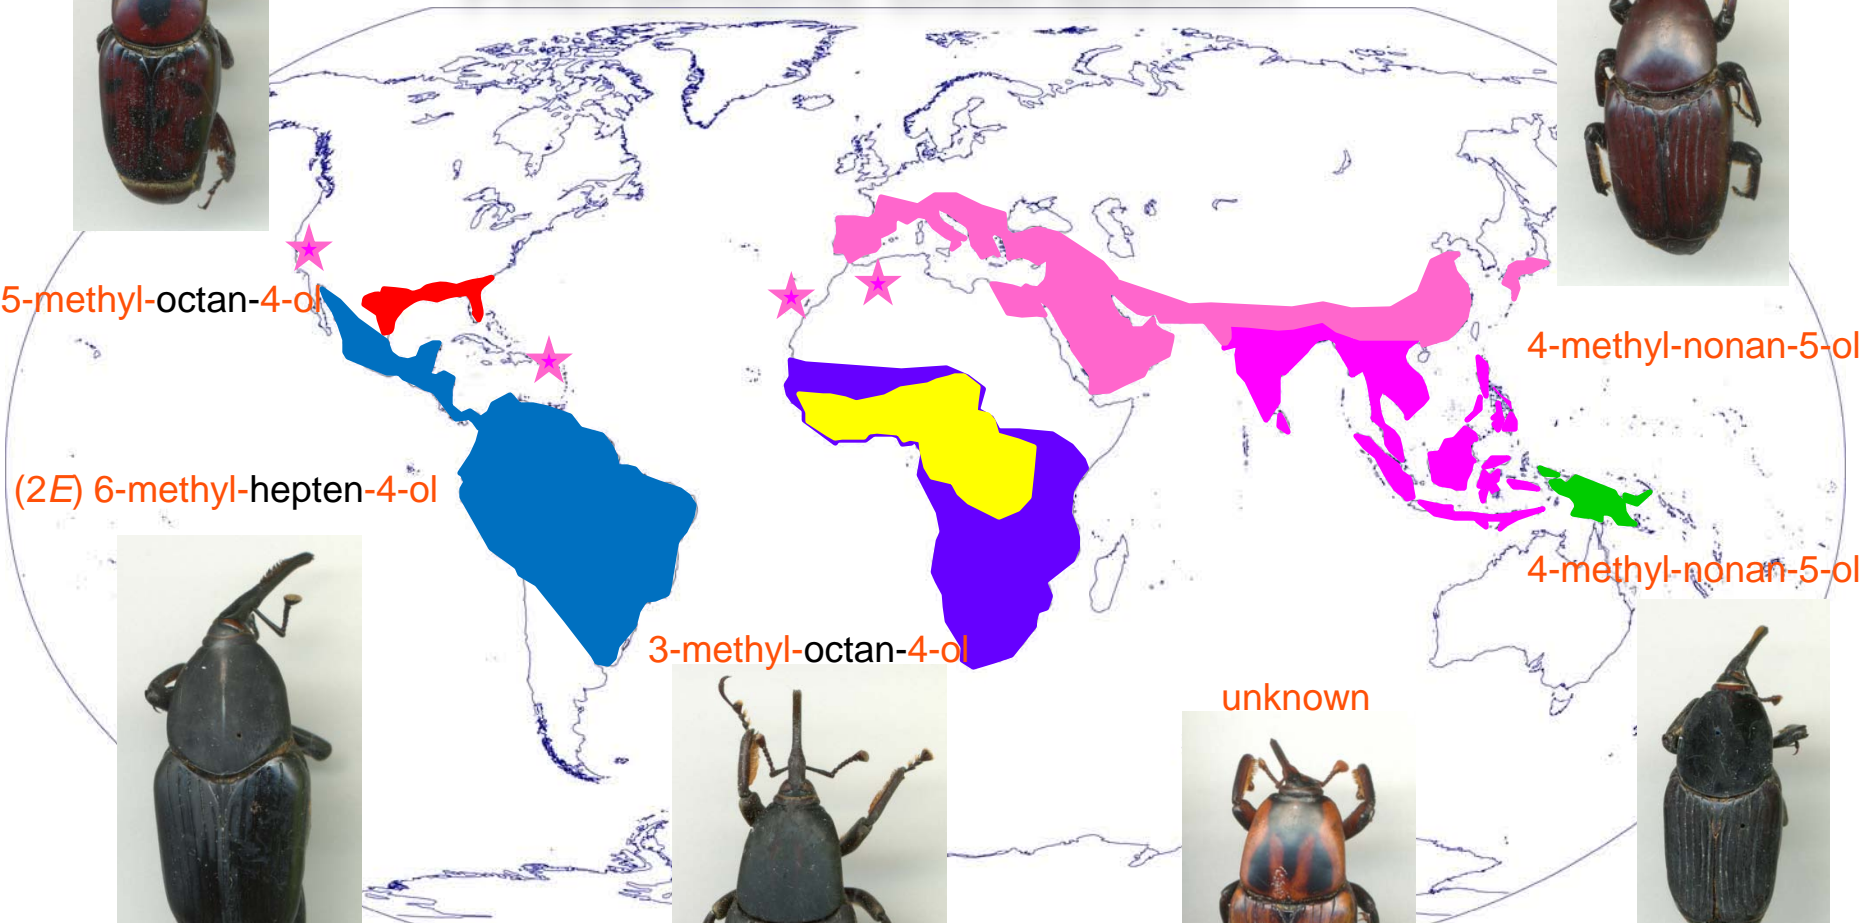 5-methyl-octan-4-ol
4-methyl-nonan-5-ol
(2E) 6-methyl-hepten-4-ol
4-methyl-nonan-5-ol
3-methyl-octan-4-ol
unknown